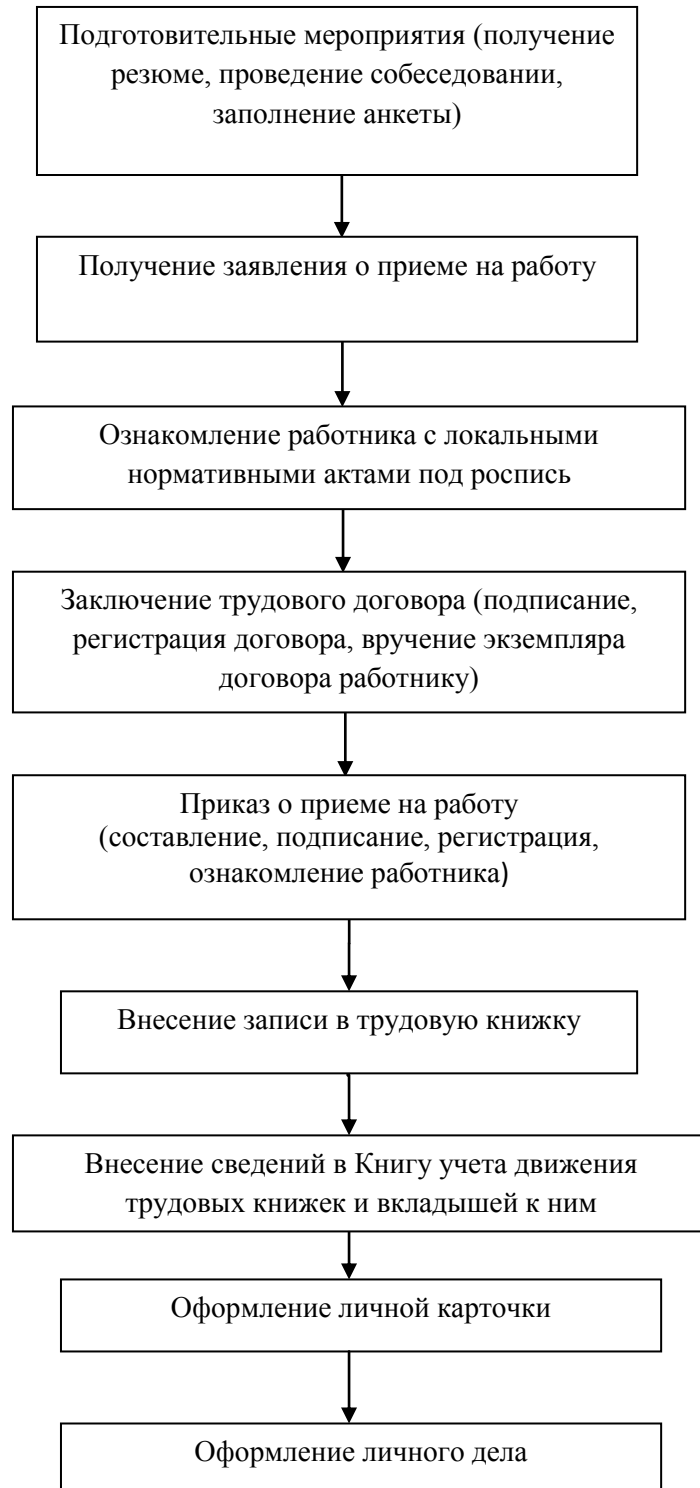 Подготовительные мероприятия (получение
резюме, проведение собеседовании,
заполнение анкеты)
Получение заявления о приеме на работу
Ознакомление работника с локальными
нормативными актами под роспись
Заключение трудового договора (подписание,
регистрация договора, вручение экземпляра
договора работнику)
Приказ о приеме на работу
(составление, подписание, регистрация,
ознакомление работника)
Внесение записи в трудовую книжку
Внесение сведений в Книгу учета движения
трудовых книжек и вкладышей к ним
Оформление личной карточки
Оформление личного дела